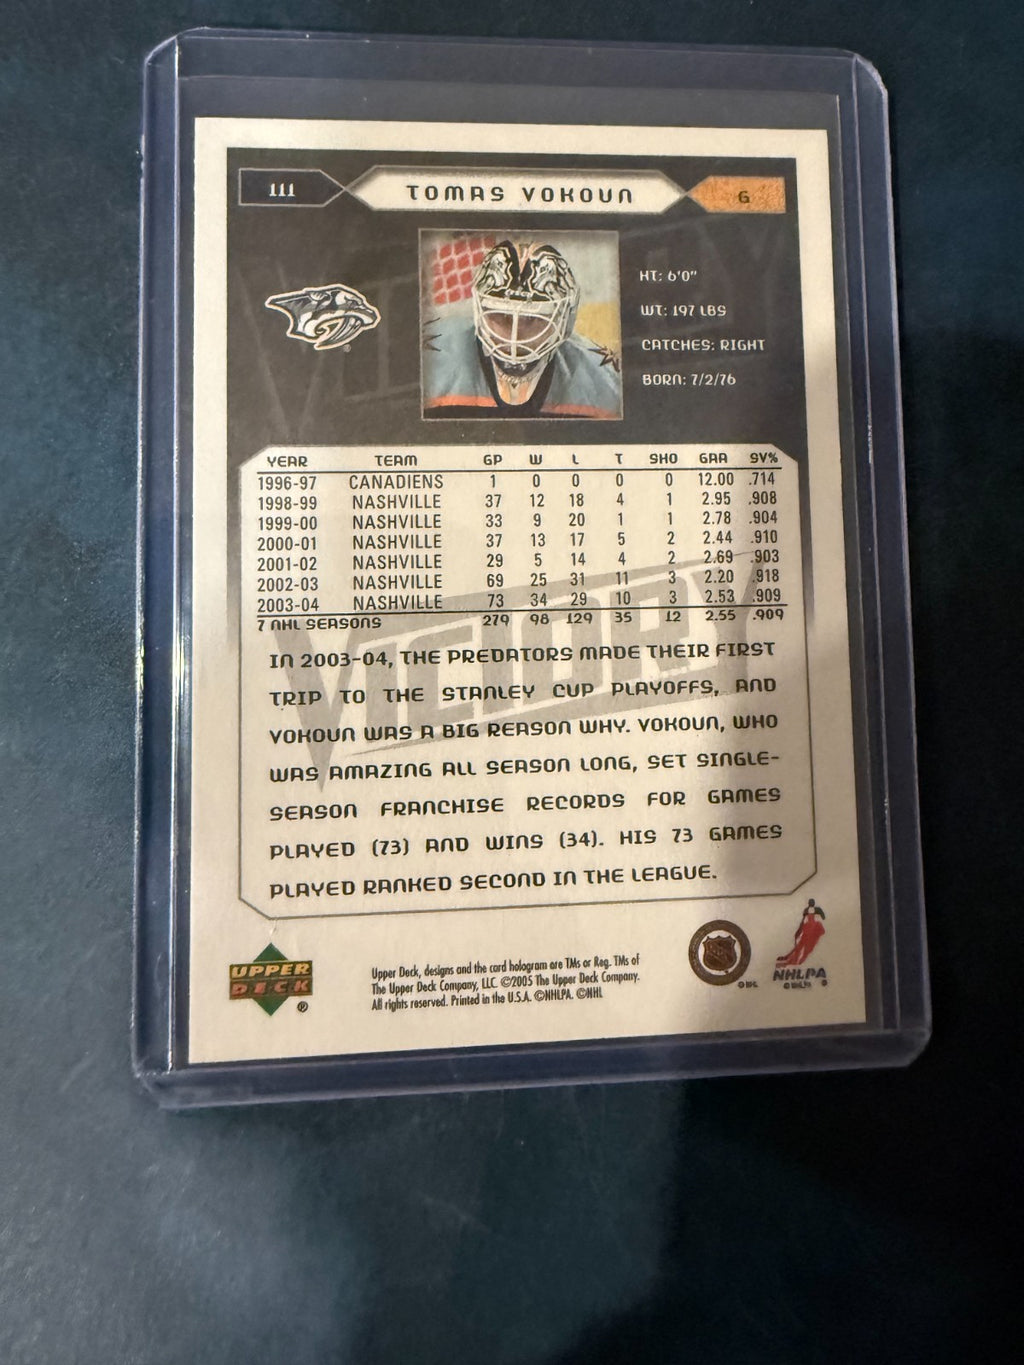 111 TOMAS VOKOUN G
HT: 6'0"
WT: 197 LBS
CATCHES: RIGHT
BORN: 7/2/76
YEAR TEAM GP W L T SHO GAA SV%
1996-97 CANADIENS 1 0 0 0 0 12.00 .714
1998-99 NASHVILLE 37 12 18 4 1 2.95 .908
1999-00 NASHVILLE 33 9 20 1 1 2.78 .904
2000-01 NASHVILLE 37 13 17 5 2 2.44 .910
2001-02 NASHVILLE 29 5 14 4 2 2.69 .903
2002-03 NASHVILLE 69 25 31 11 3 2.20 .918
2003-04 NASHVILLE 73 34 29 10 3 2.53 .909
7 NHL SEASONS 279 98 129 35 12 2.55 .909
VICTORY
IN 2003-04, THE PREDATORS MADE THEIR FIRST
TRIP TO THE STANLEY CUP PLAYOFFS, AND
VOKOUN WAS A BIG REASON WHY. VOKOUN, WHO
WAS AMAZING ALL SEASON LONG, SET SINGLE-
SEASON FRANCHISE RECORDS FOR GAMES
PLAYED (73) AND WINS (34). HIS 73 GAMES
PLAYED RANKED SECOND IN THE LEAGUE.
UPPER
DECK
®
Upper Deck, designs and the card hologram are TMs or Reg. TMs of
The Upper Deck Company, LLC. ©2005 The Upper Deck Company.
All rights reserved. Printed in the U.S.A. ©NHLPA. ©NHL
NHL
©NHL
NHLPA
©NHLPA ®